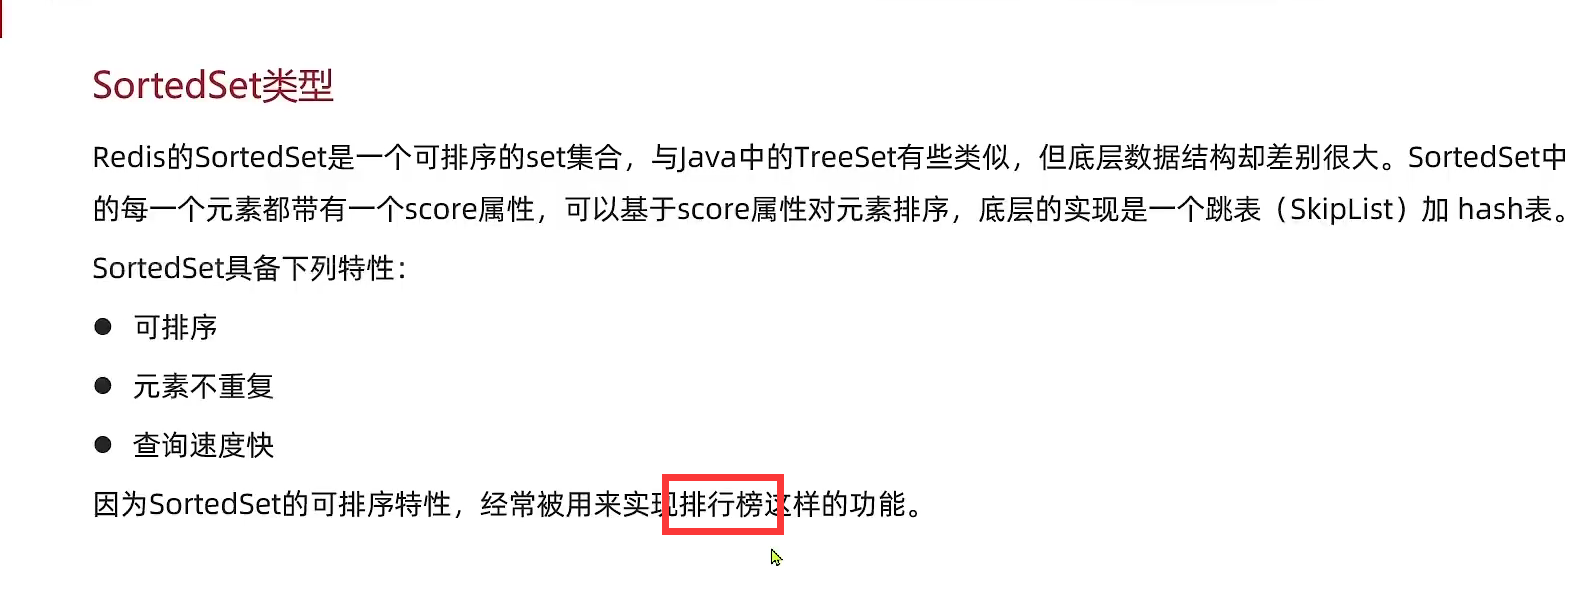 SortedSet类型
Redis的SortedSet是一个可排序的set集合，与Java中的TreeSet有些类似，但底层数据结构却差别很大。SortedSet中
的每一个元素都带有一个score属性，可以基于score属性对元素排序，底层的实现是一个跳表（SkipList）加 hash表。
SortedSet具备下列特性：
● 可排序
● 元素不重复
● 查询速度快
因为SortedSet的可排序特性，经常被用来实现排行榜这样的功能。